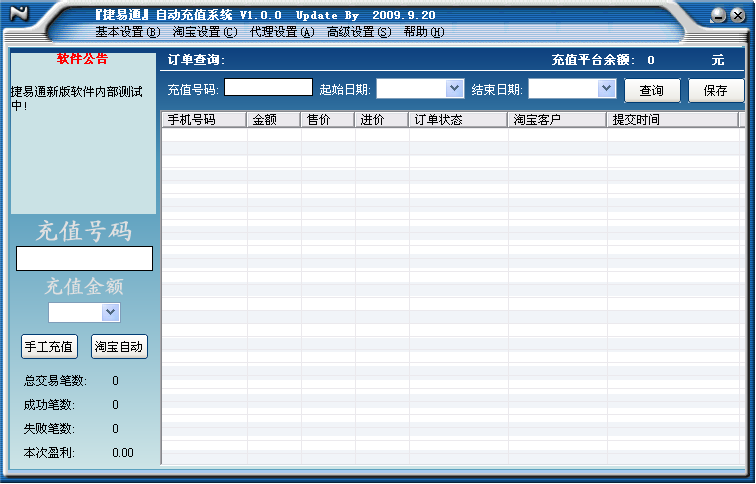 『捷易通』自动充值系统 V1.0.0 Update By 2009.9.20
基本设置(B) 淘宝设置(C) 代理设置(A) 高级设置(S) 帮助(H)
软件公告
捷易通新版软件内部测试
中!
订单查询: 充值平台余额: 0 元
充值号码: 起始日期: 结束日期: 查询 保存
手机号码 金额 售价 进价 订单状态 淘宝客户 提交时间
充值号码
充值金额
手工充值 淘宝自动
总交易笔数: 0
成功笔数: 0
失败笔数: 0
本次盈利: 0.00